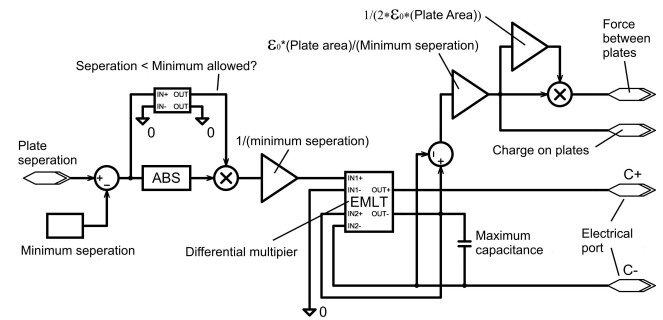 1/(2*ε₀*(Plate Area))
ε₀*(Plate area)/(Minimum seperation)
Force
between
plates
Seperation < Minimum allowed?
IN+ OUT
IN- OUT
0
0
1/(minimum seperation)
Plate
seperation
+
−
ABS
Charge on plates
−
+
IN1+
IN1- OUT+
EMLT
IN2+ OUT-
IN2-
C+
Minimum seperation
Differential multipier
Maximum
capacitance
Electrical
port
C-
0